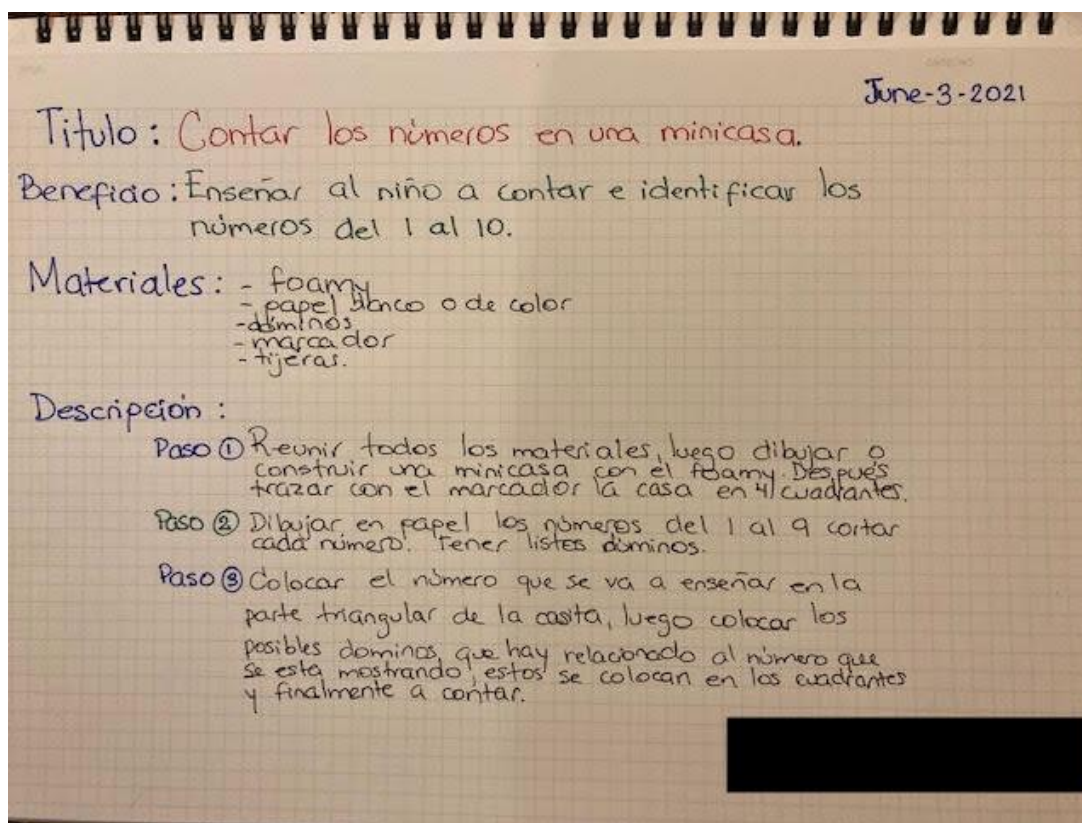 June-3-2021
Titulo: Contar los números en una minicasa.
Beneficio: Enseñar al niño a contar e identificar los
números del 1 al 10.
Materiales: - foamy
- papel blanco o de color
- dóminos
- marcador
- tijeras.
Descripción:
Paso ① Reunir todos los materiales, luego dibujar o
construir una minicasa con el foamy. Después
trazar con el marcador la casa en 4 cuadrantes.
Paso ② Dibujar en papel los números del 1 al 9 cortar
cada número. Tener listos dóminos.
Paso ③ Colocar el número que se va a enseñar en la
parte triangular de la casita, luego colocar los
posibles dominos que hay relacionado al número que
se esta mostrando, estos se colocan en los cuadrantes
y finalmente a contar.